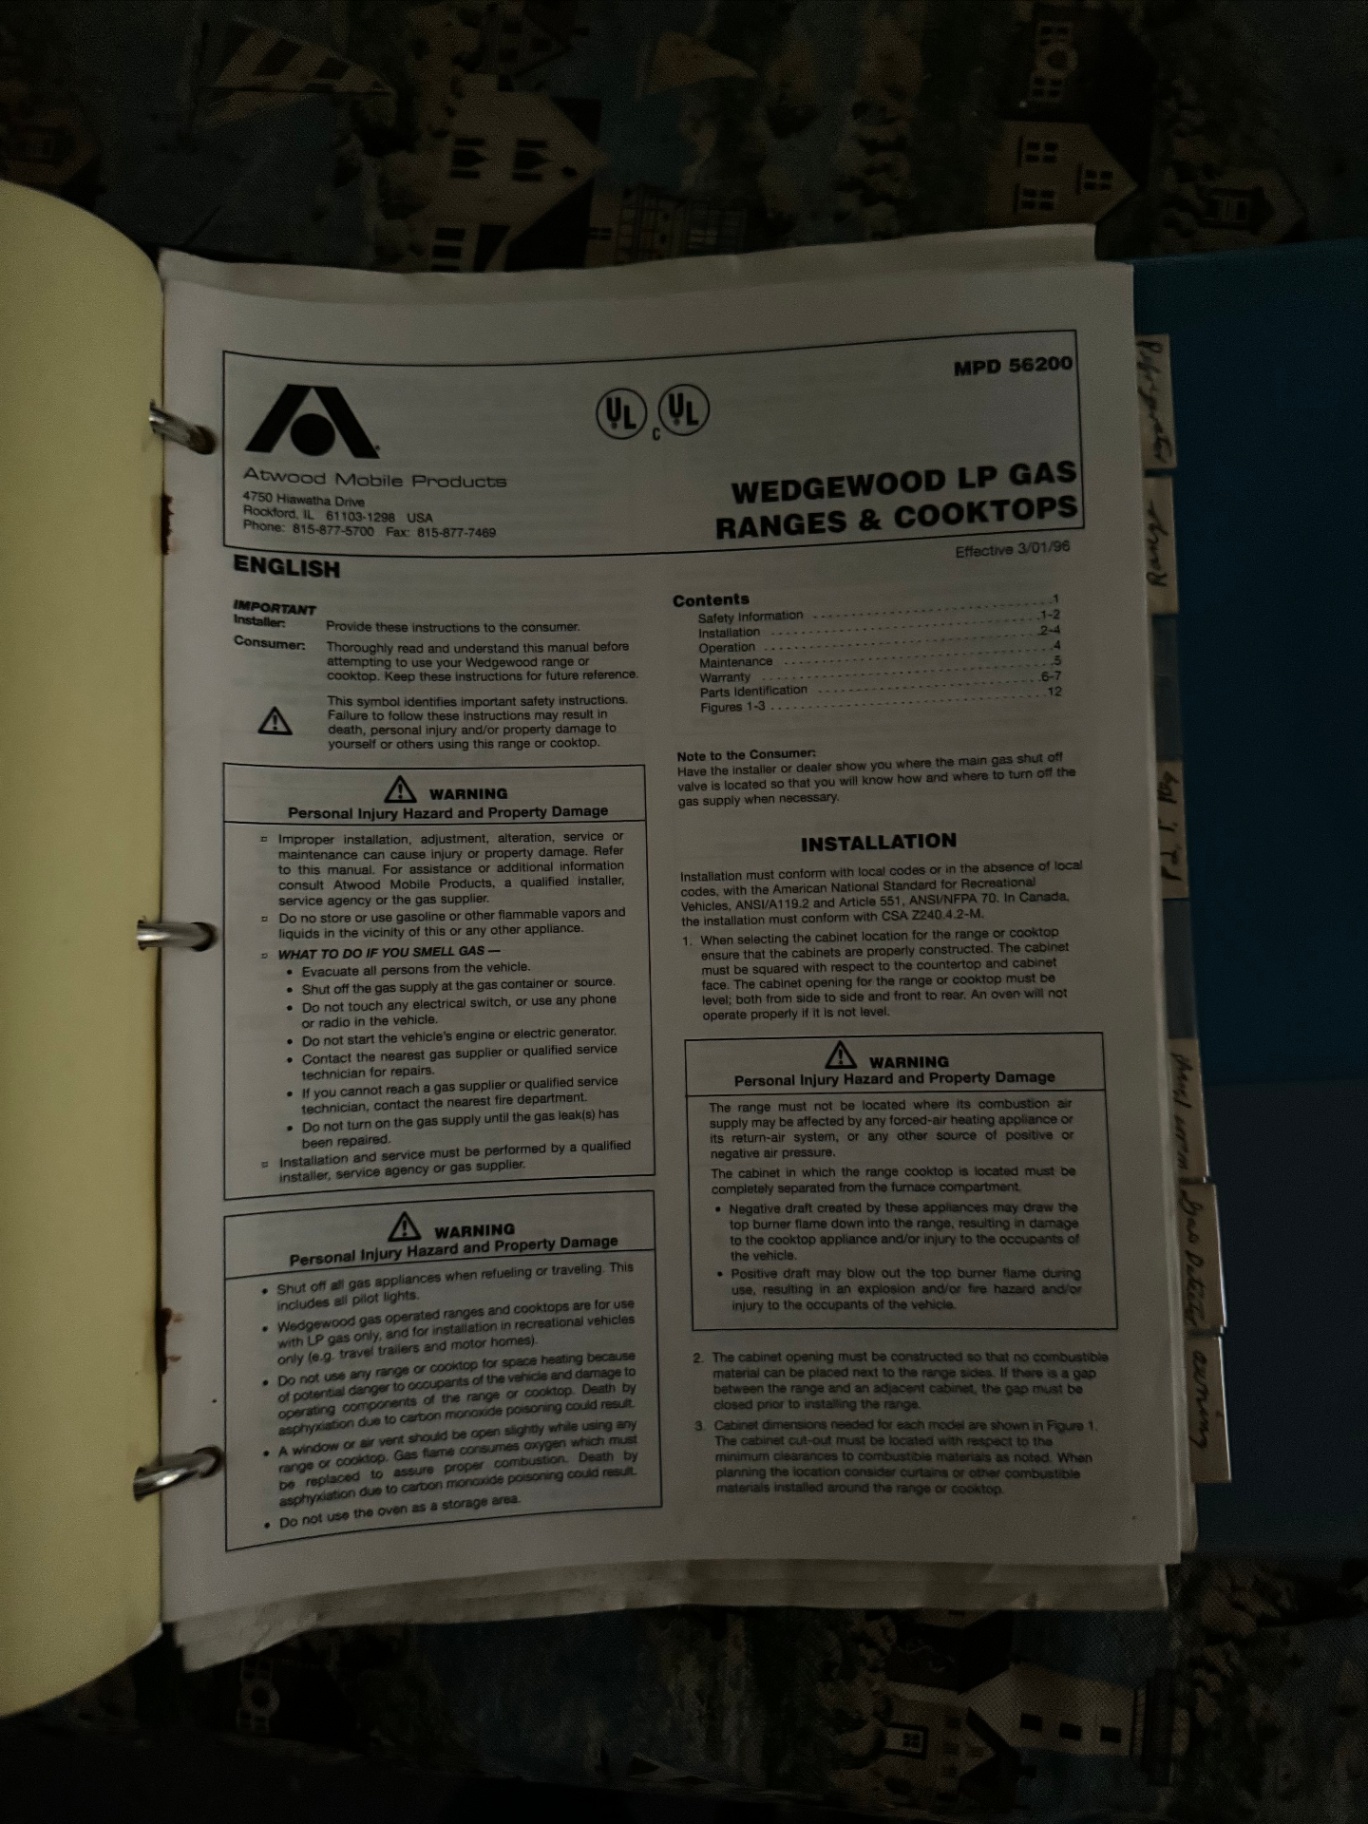 MPD 56200
UL c UL
Atwood Mobile Products
4750 Hiawatha Drive
Rockford, IL 61103-1298 USA
Phone: 815-877-5700 Fax: 815-877-7469
WEDGEWOOD LP GAS
RANGES & COOKTOPS
Effective 3/01/96
ENGLISH
IMPORTANT
Installer: Provide these instructions to the consumer.
Consumer: Thoroughly read and understand this manual before
attempting to use your Wedgewood range or
cooktop. Keep these instructions for future reference.
This symbol identifies important safety instructions.
Failure to follow these instructions may result in
death, personal injury and/or property damage to
yourself or others using this range or cooktop.
WARNING
Personal Injury Hazard and Property Damage
Improper installation, adjustment, alteration, service or
maintenance can cause injury or property damage. Refer
to this manual. For assistance or additional information
consult Atwood Mobile Products, a qualified installer,
service agency or the gas supplier.
Do no store or use gasoline or other flammable vapors and
liquids in the vicinity of this or any other appliance.
WHAT TO DO IF YOU SMELL GAS —
• Evacuate all persons from the vehicle.
• Shut off the gas supply at the gas container or source.
• Do not touch any electrical switch, or use any phone
or radio in the vehicle.
• Do not start the vehicle's engine or electric generator.
• Contact the nearest gas supplier or qualified service
technician for repairs.
• If you cannot reach a gas supplier or qualified service
technician, contact the nearest fire department.
• Do not turn on the gas supply until the gas leak(s) has
been repaired.
Installation and service must be performed by a qualified
installer, service agency or gas supplier.
WARNING
Personal Injury Hazard and Property Damage
• Shut off all gas appliances when refueling or traveling. This
includes all pilot lights.
• Wedgewood gas operated ranges and cooktops are for use
with LP gas only, and for installation in recreational vehicles
only (e.g. travel trailers and motor homes).
• Do not use any range or cooktop for space heating because
of potential danger to occupants of the vehicle and damage to
operating components of the range or cooktop. Death by
asphyxiation due to carbon monoxide poisoning could result.
• A window or air vent should be open slightly while using any
range or cooktop. Gas flame consumes oxygen which must
be replaced to assure proper combustion. Death by
asphyxiation due to carbon monoxide poisoning could result.
• Do not use the oven as a storage area.
Contents
Safety Information 1
Installation 1-2
Operation 2-4
Maintenance 4
Warranty 5
Parts Identification 6-7
Figures 1-3 12
Note to the Consumer:
Have the installer or dealer show you where the main gas shut off
valve is located so that you will know how and where to turn off the
gas supply when necessary.
INSTALLATION
Installation must conform with local codes or in the absence of local
codes, with the American National Standard for Recreational
Vehicles, ANSI/A119.2 and Article 551, ANSI/NFPA 70. In Canada,
the installation must conform with CSA Z240.4.2-M.
1. When selecting the cabinet location for the range or cooktop
ensure that the cabinets are properly constructed. The cabinet
must be squared with respect to the countertop and cabinet
face. The cabinet opening for the range or cooktop must be
level; both from side to side and front to rear. An oven will not
operate properly if it is not level.
WARNING
Personal Injury Hazard and Property Damage
The range must not be located where its combustion air
supply may be affected by any forced-air heating appliance or
its return-air system, or any other source of positive or
negative air pressure.
The cabinet in which the range cooktop is located must be
completely separated from the furnace compartment.
• Negative draft created by these appliances may draw the
top burner flame down into the range, resulting in damage
to the cooktop appliance and/or injury to the occupants of
the vehicle.
• Positive draft may blow out the top burner flame during
use, resulting in an explosion and/or fire hazard and/or
injury to the occupants of the vehicle.
2. The cabinet opening must be constructed so that no combustible
material can be placed next to the range sides. If there is a gap
between the range and an adjacent cabinet, the gap must be
closed prior to installing the range.
3. Cabinet dimensions needed for each model are shown in Figure 1.
The cabinet cut-out must be located with respect to the
minimum clearances to combustible materials as noted. When
planning the location consider curtains or other combustible
materials installed around the range or cooktop.
Refrigerator
Range
Gas Detector
awning